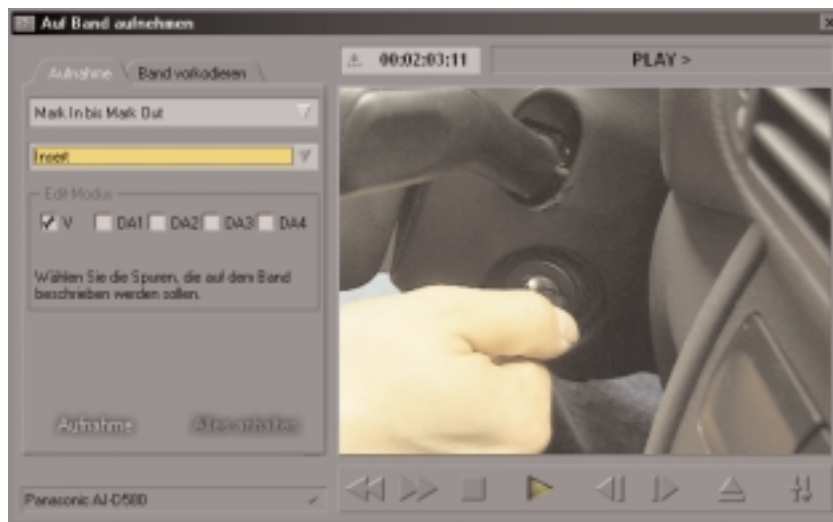 Auf Band aufnehmen
Aufnahme
Band vorkodieren
00:02:03:11
PLAY >
Mark In bis Mark Out
Insert
Edit-Modus
V DA1 DA2 DA3 DA4
Wählen Sie die Spuren, die auf dem Band
beschrieben werden sollen.
Aufnahme
Alles anhalten
Panasonic AJ-D580